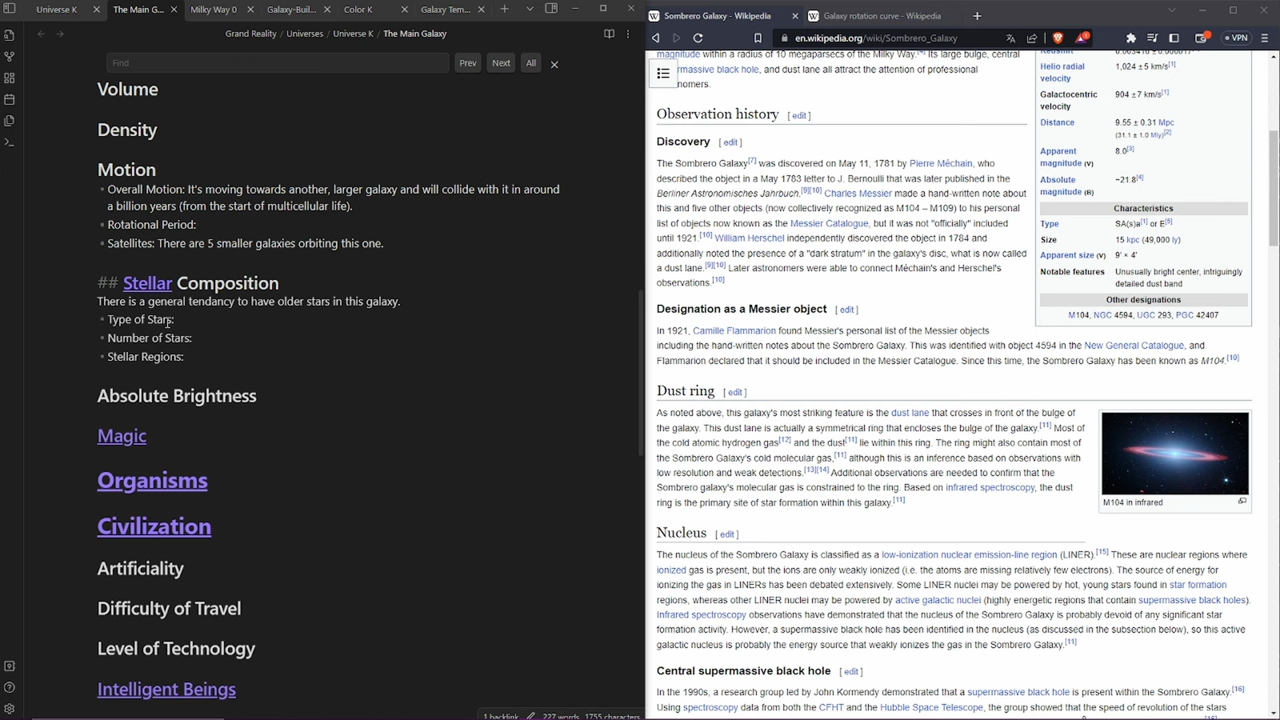 Universe K
The Main G...
Milky Way 0
Galaxy-Buil...
Color K
Galaxy Tem...
Grand Reality / Universes / Universe K / The Main Galaxy
Find
Prev
Next
All
Volume
Density
Motion
• Overall Motion: It's moving towards another, larger galaxy and will collide with it in around
a billion years (from the start of multicellular life).
• Rotational Period:
• Satellites: There are 5 smaller galaxies orbiting this one.
## Stellar Composition
There is a general tendency to have older stars in this galaxy.
• Type of Stars:
• Number of Stars:
• Stellar Regions:
Absolute Brightness
Magic
Organisms
Civilization
Artificiality
Difficulty of Travel
Level of Technology
Intelligent Beings
1 backlink 227 words 1755 characters
Sombrero Galaxy - Wikipedia
Galaxy rotation curve - Wikipedia
en.wikipedia.org/wiki/Sombrero_Galaxy
VPN
magnitude within a radius of 10 megaparsecs of the Milky Way.[4] Its large bulge, central
permassive black hole, and dust lane all attract the attention of professional
onomers.
Observation history [ edit ]
Discovery [ edit ]
The Sombrero Galaxy[7] was discovered on May 11, 1781 by Pierre Méchain, who
described the object in a May 1783 letter to J. Bernoulli that was later published in the
Berliner Astronomisches Jahrbuch.[9][10] Charles Messier made a hand-written note about
this and five other objects (now collectively recognized as M104 – M109) to his personal
list of objects now known as the Messier Catalogue, but it was not "officially" included
until 1921.[10] William Herschel independently discovered the object in 1784 and
additionally noted the presence of a "dark stratum" in the galaxy's disc, what is now called
a dust lane.[9][10] Later astronomers were able to connect Méchain's and Herschel's
observations.[10]
Designation as a Messier object [ edit ]
In 1921, Camille Flammarion found Messier's personal list of the Messier objects
including the hand-written notes about the Sombrero Galaxy. This was identified with object 4594 in the New General Catalogue, and
Flammarion declared that it should be included in the Messier Catalogue. Since this time, the Sombrero Galaxy has been known as M104.[10]
Redshift
Helio radial velocity 1,024 ± 5 km/s[1]
Galactocentric velocity 904 ±7 km/s[1]
Distance 9.55 ± 0.31 Mpc
(31.1 ± 1.0 Mly)[2]
Apparent magnitude (V) 8.0[3]
Absolute magnitude (B) −21.8[4]
Characteristics
Type SA(s)a[1] or E[5]
Size 15 kpc (49,000 ly)
Apparent size (V) 9′ × 4′
Notable features Unusually bright center, intriguingly
detailed dust band
Other designations
M104, NGC 4594, UGC 293, PGC 42407
Dust ring [ edit ]
As noted above, this galaxy's most striking feature is the dust lane that crosses in front of the bulge of
the galaxy. This dust lane is actually a symmetrical ring that encloses the bulge of the galaxy.[11] Most of
the cold atomic hydrogen gas[12] and the dust[11] lie within this ring. The ring might also contain most of
the Sombrero Galaxy's cold molecular gas,[11] although this is an inference based on observations with
low resolution and weak detections.[13][14] Additional observations are needed to confirm that the
Sombrero galaxy's molecular gas is constrained to the ring. Based on infrared spectroscopy, the dust
ring is the primary site of star formation within this galaxy.[11]
M104 in infrared
Nucleus [ edit ]
The nucleus of the Sombrero Galaxy is classified as a low-ionization nuclear emission-line region (LINER).[15] These are nuclear regions where
ionized gas is present, but the ions are only weakly ionized (i.e. the atoms are missing relatively few electrons). The source of energy for
ionizing the gas in LINERs has been debated extensively. Some LINER nuclei may be powered by hot, young stars found in star formation
regions, whereas other LINER nuclei may be powered by active galactic nuclei (highly energetic regions that contain supermassive black holes).
Infrared spectroscopy observations have demonstrated that the nucleus of the Sombrero Galaxy is probably devoid of any significant star
formation activity. However, a supermassive black hole has been identified in the nucleus (as discussed in the subsection below), so this active
galactic nucleus is probably the energy source that weakly ionizes the gas in the Sombrero Galaxy.[11]
Central supermassive black hole [ edit ]
In the 1990s, a research group led by John Kormendy demonstrated that a supermassive black hole is present within the Sombrero Galaxy.[16]
Using spectroscopy data from both the CFHT and the Hubble Space Telescope, the group showed that the speed of revolution of the stars